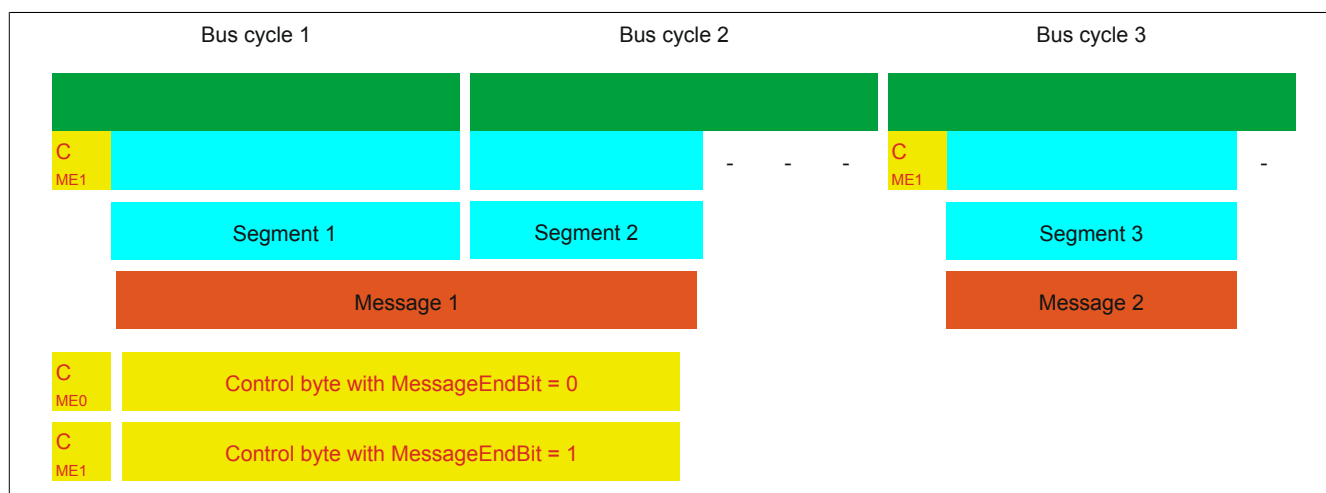 Bus cycle 1 Bus cycle 2 Bus cycle 3
C - - - C -
ME1 ME1
Segment 1 Segment 2 Segment 3
Message 1 Message 2
C
ME0
Control byte with MessageEndBit = 0
C
ME1
Control byte with MessageEndBit = 1